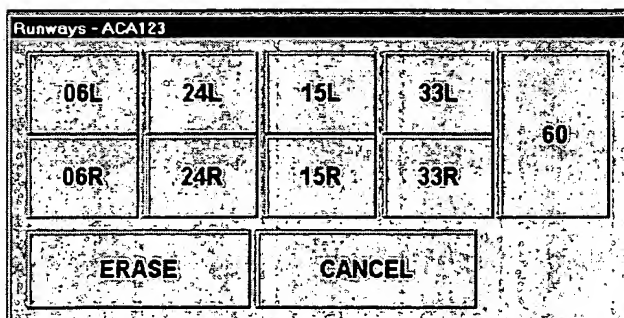 Runways - ACA123
06L 24L 15L 33L
60
06R 24R 15R 33R
ERASE CANCEL